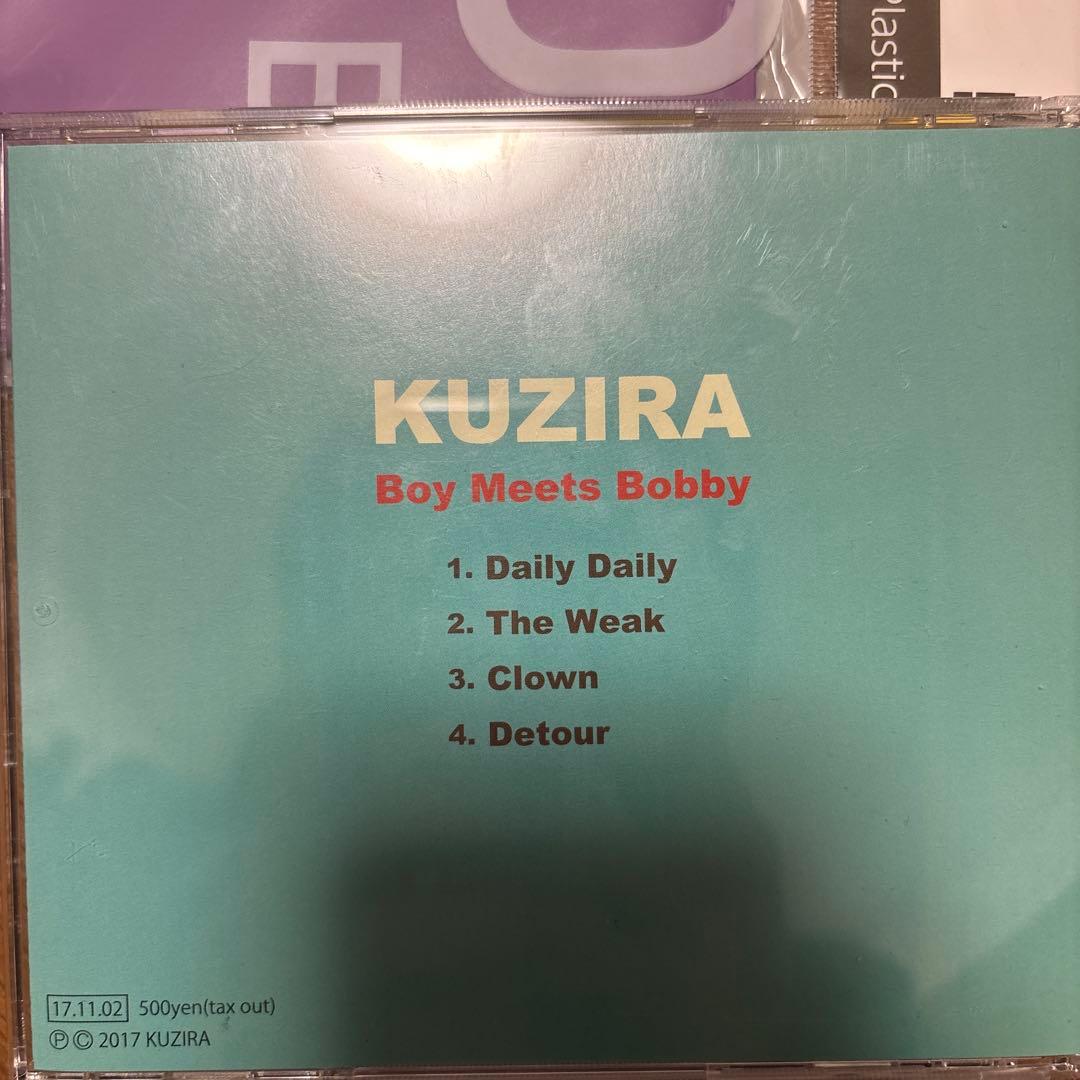 E
Plastic
KUZIRA
Boy Meets Bobby
1. Daily Daily
2. The Weak
3. Clown
4. Detour
17.11.02 500yen(tax out)
Ⓟ Ⓒ 2017 KUZIRA